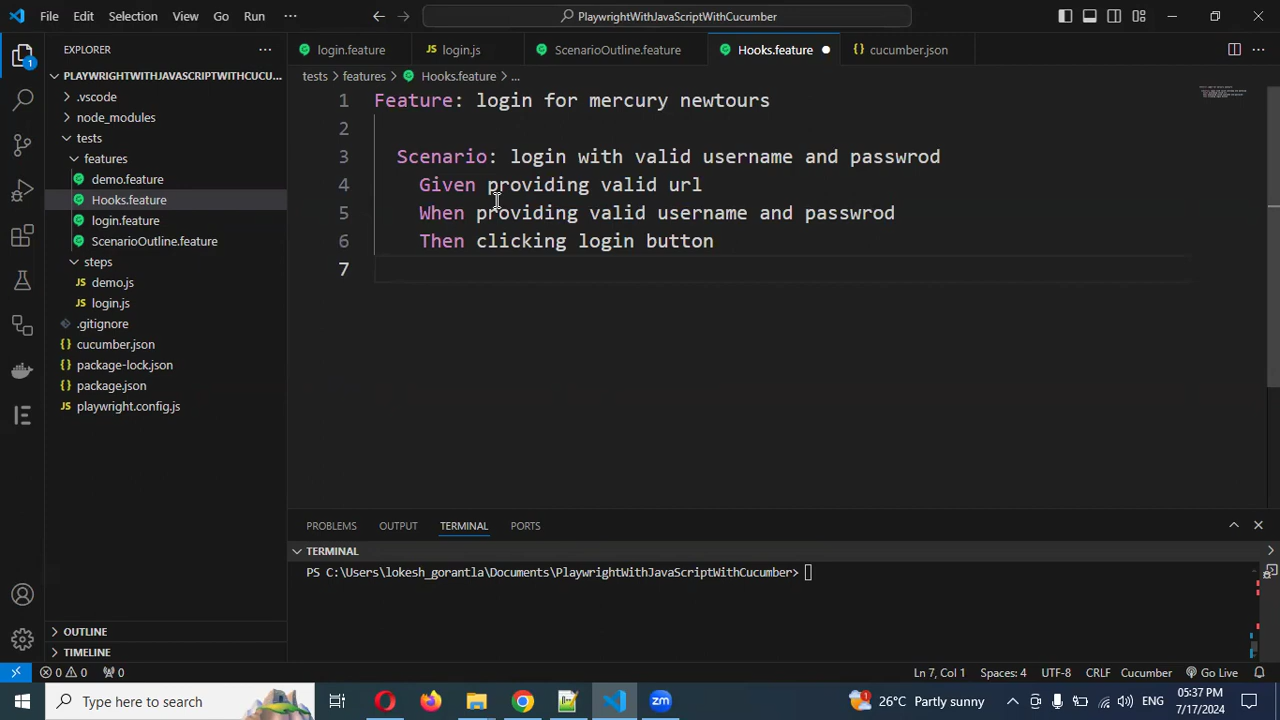 File Edit Selection View Go Run ··· PlaywrightWithJavaScriptWithCucumber
EXPLORER
login.feature JS login.js ScenarioOutline.feature Hooks.feature {} cucumber.json
PLAYWRIGHTWITHJAVASCRIPTWITHCUCU...
tests > features > Hooks.feature > ...
.vscode
node_modules
tests
features
demo.feature
Hooks.feature
login.feature
ScenarioOutline.feature
steps
JS demo.js
JS login.js
.gitignore
{} cucumber.json
{} package-lock.json
{} package.json
JS playwright.config.js
OUTLINE
TIMELINE
1 Feature: login for mercury newtours
2
3 Scenario: login with valid username and passwrod
4 Given providing valid url
5 When providing valid username and passwrod
6 Then clicking login button
7
PROBLEMS OUTPUT TERMINAL PORTS
TERMINAL
PS C:\Users\lokesh_gorantla\Documents\PlaywrightWithJavaScriptWithCucumber>
0 0 0 Ln 7, Col 1 Spaces: 4 UTF-8 CRLF Cucumber Go Live
Type here to search zm 1 26°C Partly sunny ENG 05:37 PM
7/17/2024